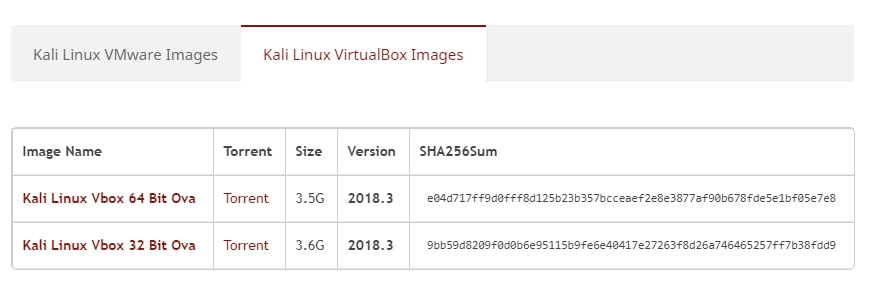 Kali Linux VMware Images Kali Linux VirtualBox Images
Image Name Torrent Size Version SHA256Sum
Kali Linux Vbox 64 Bit Ova Torrent 3.5G 2018.3 e04d717ff9d0fff8d125b23b357bcceaef2e8e3877af90b678fde5e1bf05e7e8
Kali Linux Vbox 32 Bit Ova Torrent 3.6G 2018.3 9bb59d8209f0d0b6e95115b9fe6e40417e27263f8d26a746465257ff7b38fdd9